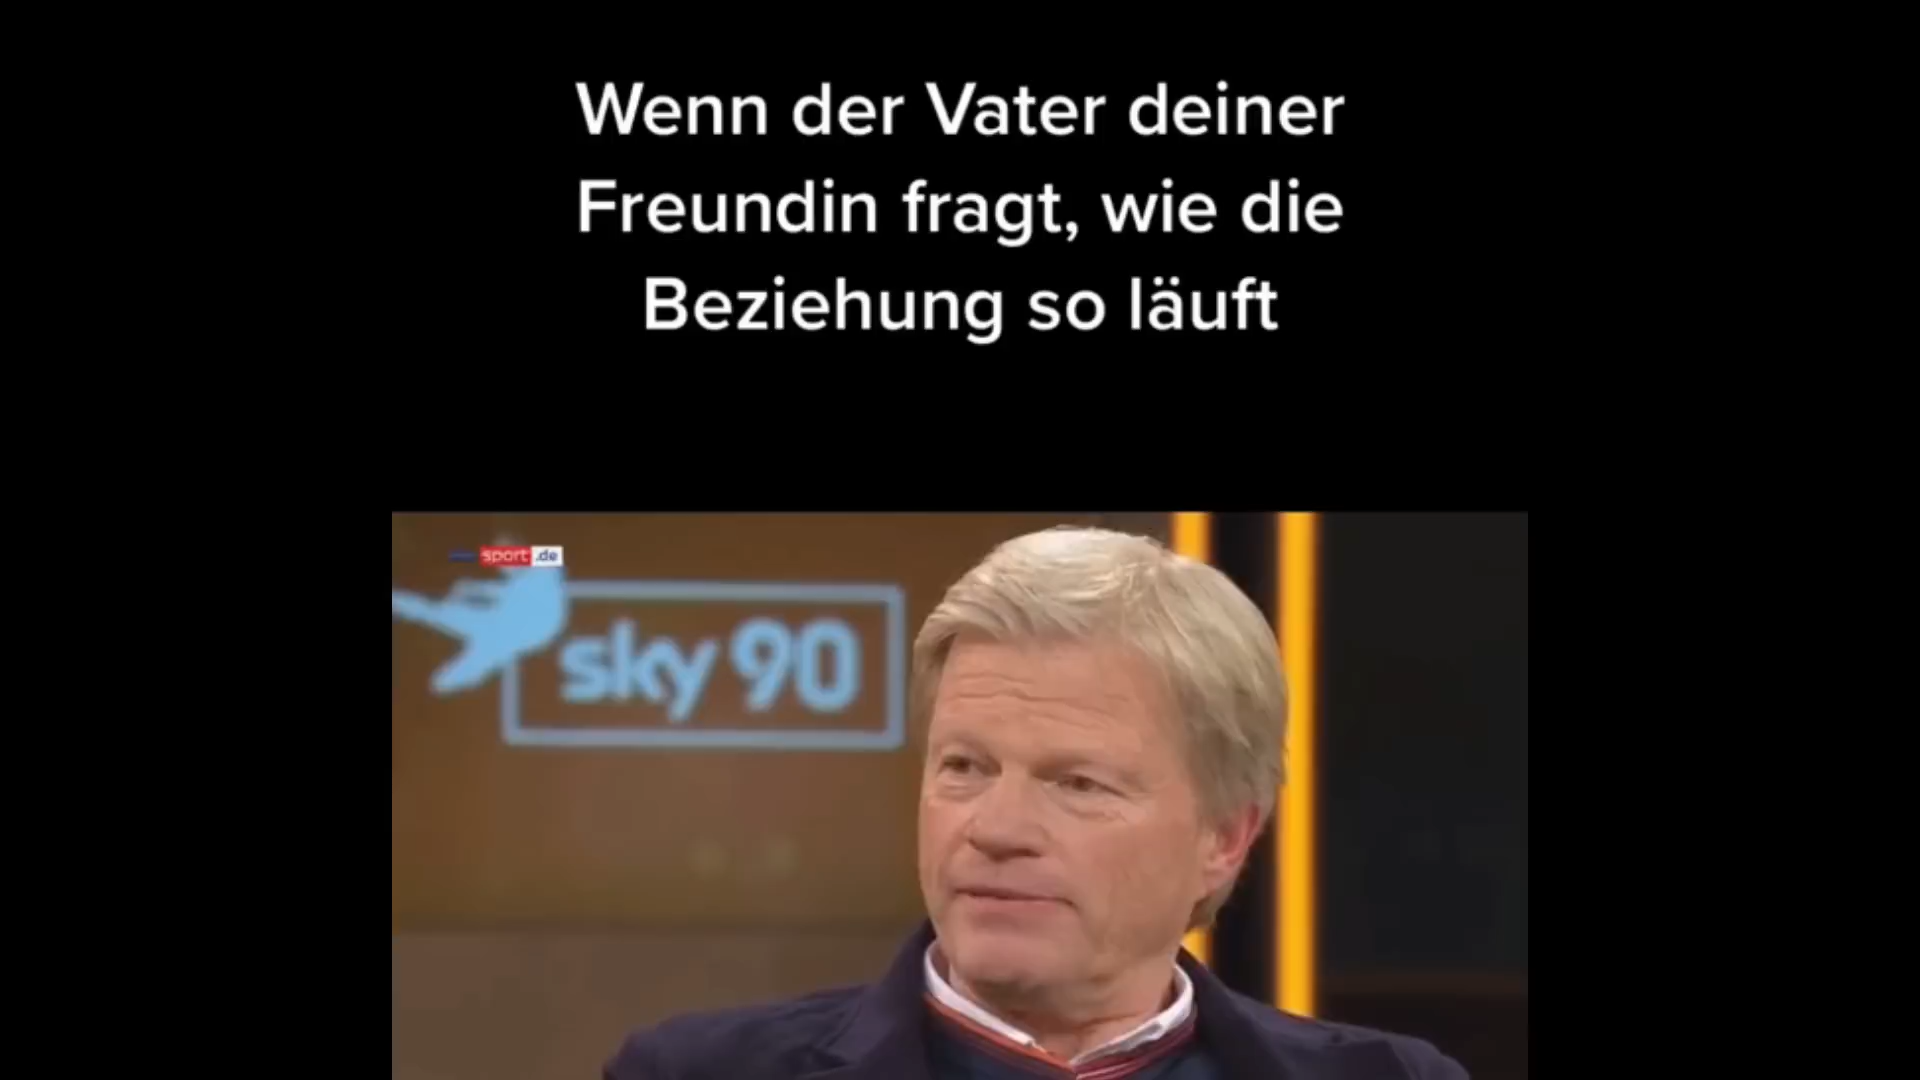 Wenn der Vater deiner
Freundin fragt, wie die
Beziehung so läuft
sport.de
sky 90